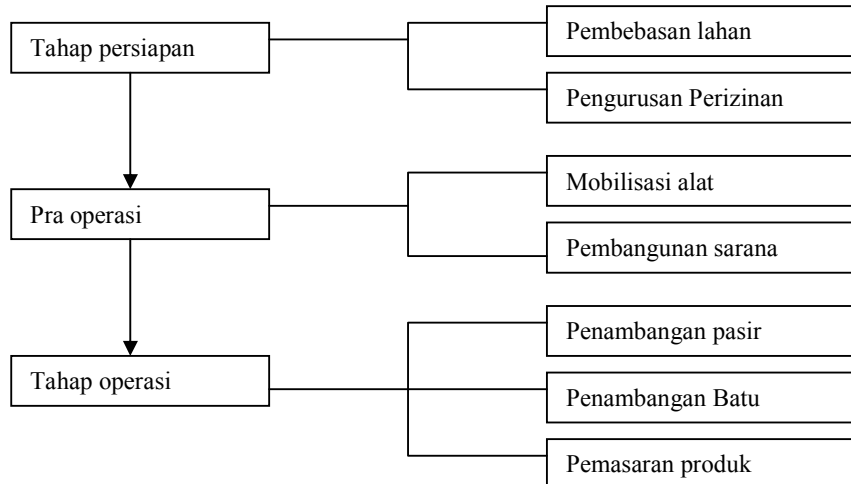 Tahap persiapan
Pembebasan lahan
Pengurusan Perizinan
Pra operasi
Mobilisasi alat
Pembangunan sarana
Tahap operasi
Penambangan pasir
Penambangan Batu
Pemasaran produk